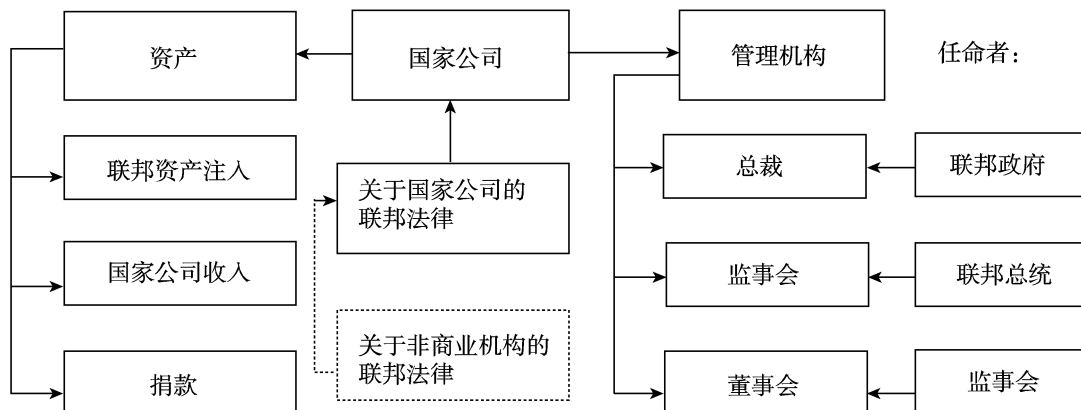 资产
国家公司
管理机构
任命者：
联邦资产注入
关于国家公司的
联邦法律
总裁
联邦政府
国家公司收入
监事会
联邦总统
关于非商业机构的
联邦法律
捐款
董事会
监事会